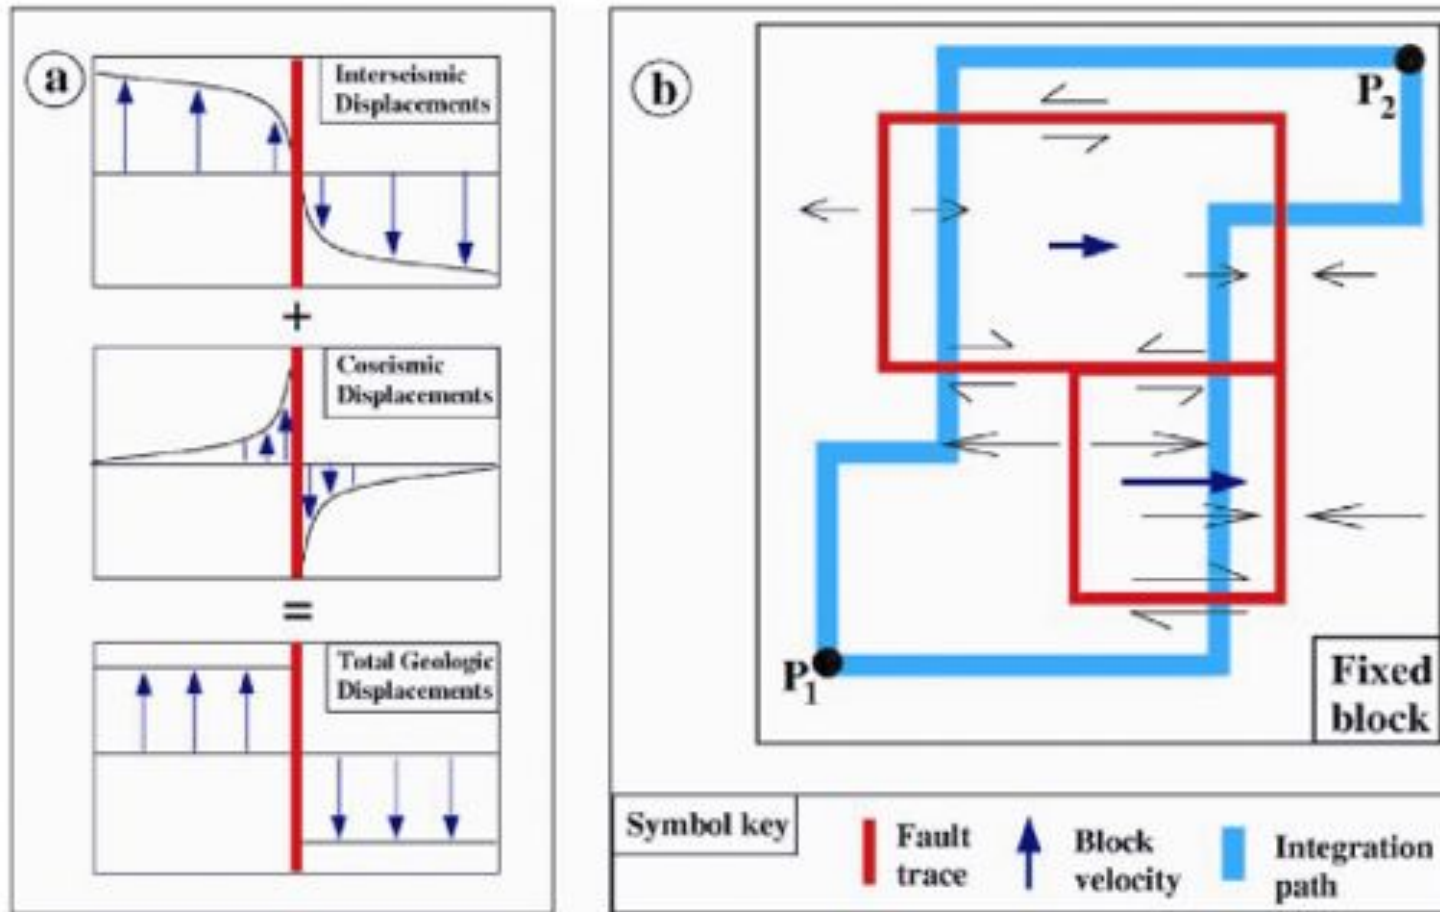 a
Interseismic
Displacements
+
Coseismic
Displacements
=
Total Geologic
Displacements
b
P2
P1
Fixed
block
Symbol key
Fault
trace
Block
velocity
Integration
path